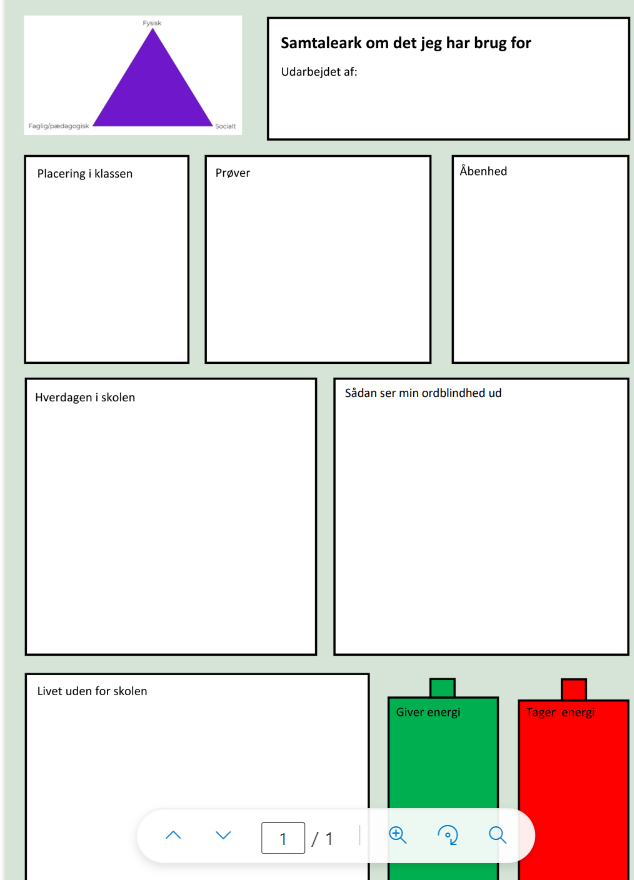 Fysisk
Faglig/pædagogisk
Socialt
Samtaleark om det jeg har brug for
Udarbejdet af:
Placering i klassen
Prøver
Åbenhed
Hverdagen i skolen
Sådan ser min ordblindhed ud
Livet uden for skolen
Giver energi
Tager energi
1 / 1